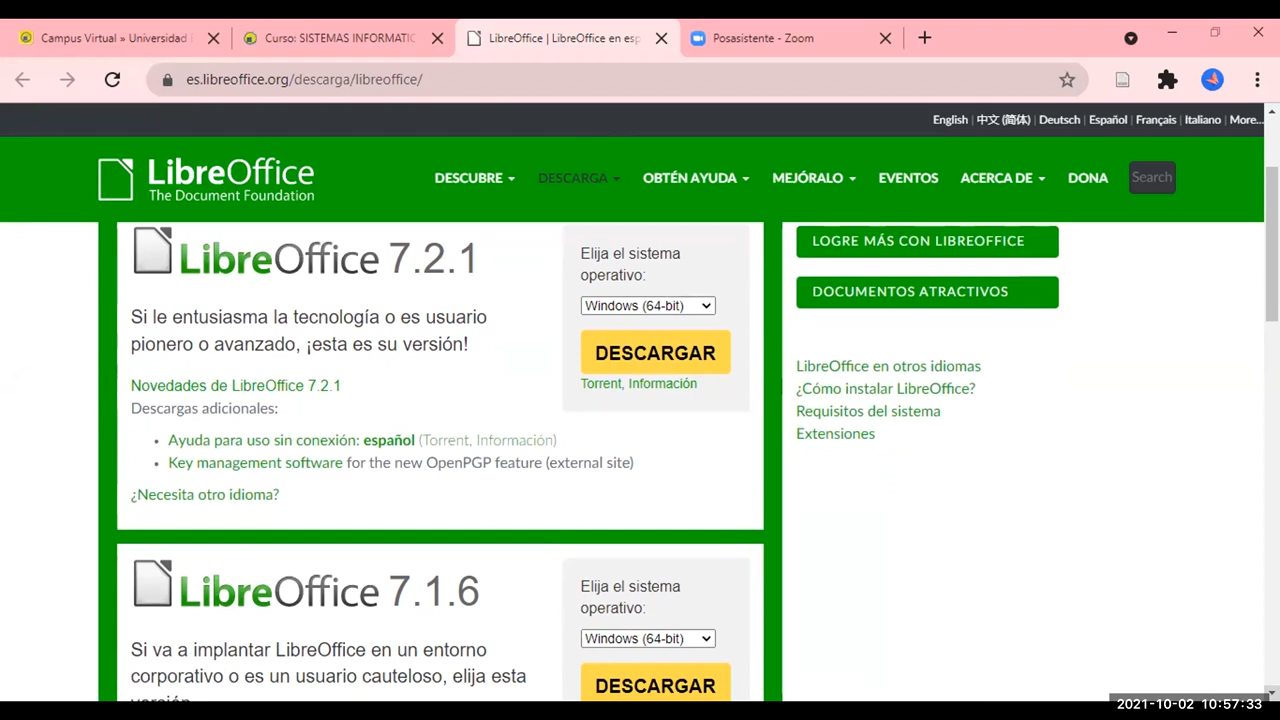 Campus Virtual » Universidad
Curso: SISTEMAS INFORMATIC
LibreOffice | LibreOffice en esp
Posasistente - Zoom
es.libreoffice.org/descarga/libreoffice/
English | 中文 (简体) | Deutsch | Español | Français | Italiano | More...
LibreOffice
The Document Foundation
DESCUBRE
DESCARGA
OBTÉN AYUDA
MEJÓRALO
EVENTOS
ACERCA DE
DONA
Search
LibreOffice 7.2.1
Si le entusiasma la tecnología o es usuario
pionero o avanzado, ¡esta es su versión!
Novedades de LibreOffice 7.2.1
Descargas adicionales:
• Ayuda para uso sin conexión: español (Torrent, Información)
• Key management software for the new OpenPGP feature (external site)
¿Necesita otro idioma?
Elija el sistema
operativo:
Windows (64-bit)
DESCARGAR
Torrent, Información
LOGRE MÁS CON LIBREOFFICE
DOCUMENTOS ATRACTIVOS
LibreOffice en otros idiomas
¿Cómo instalar LibreOffice?
Requisitos del sistema
Extensiones
LibreOffice 7.1.6
Si va a implantar LibreOffice en un entorno
corporativo o es un usuario cauteloso, elija esta
versión
Elija el sistema
operativo:
Windows (64-bit)
DESCARGAR
2021-10-02 10:57:33